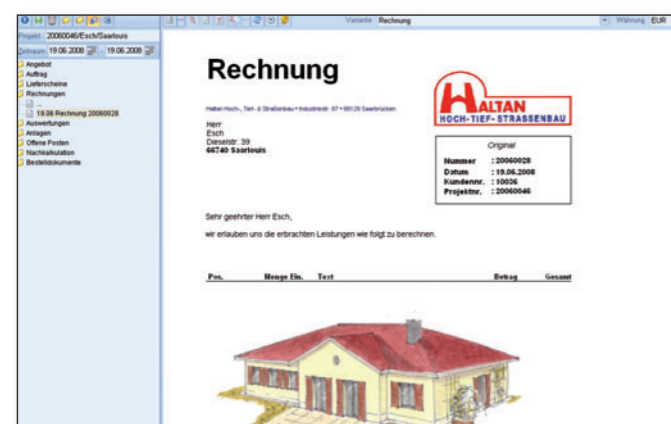 Variante Rechnung Währung EUR
Projekt 20060046/Esch/Saarlouis
Zeitraum 19.06.2008 - 19.06.2008
Angebot
Auftrag
Lieferscheine
Rechnungen
...
19.06 Rechnung 20060028
Auswertungen
Anlagen
Offene Posten
Nachkalkulation
Bestelldokumente
Rechnung
HALTAN
HOCH-TIEF-STRASSENBAU
Haltan Hoch-, Tief- & Straßenbau • Industriestr. 87 • 66129 Saarbrücken
Herr
Esch
Dieselstr. 39
66740 Saarlouis
Original
Nummer : 20060028
Datum : 19.06.2008
Kundennr. : 10036
Projektnr. : 20060046
Sehr geehrter Herr Esch,
wir erlauben uns die erbrachten Leistungen wie folgt zu berechnen.
Pos. Menge Ein. Text Betrag Gesamt